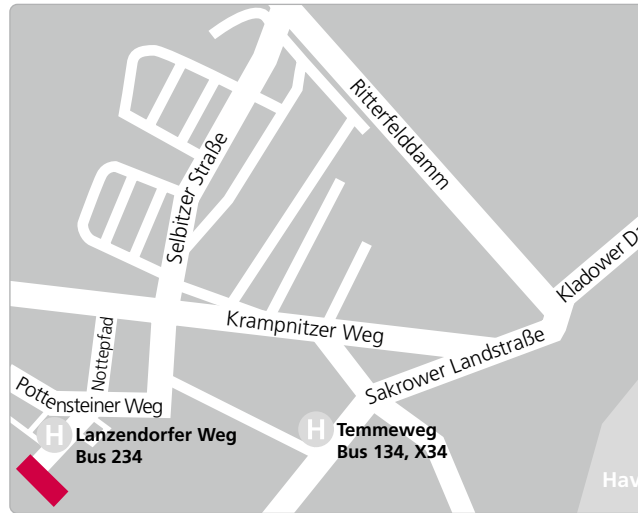 Ritterfelddamm
Selbitzer Straße
Kladower Da
Krampnitzer Weg
Sakrower Landstraße
Nottepfad
Pottensteiner Weg
H Lanzendorfer Weg
Bus 234
H Temmeweg
Bus 134, X34
Hav